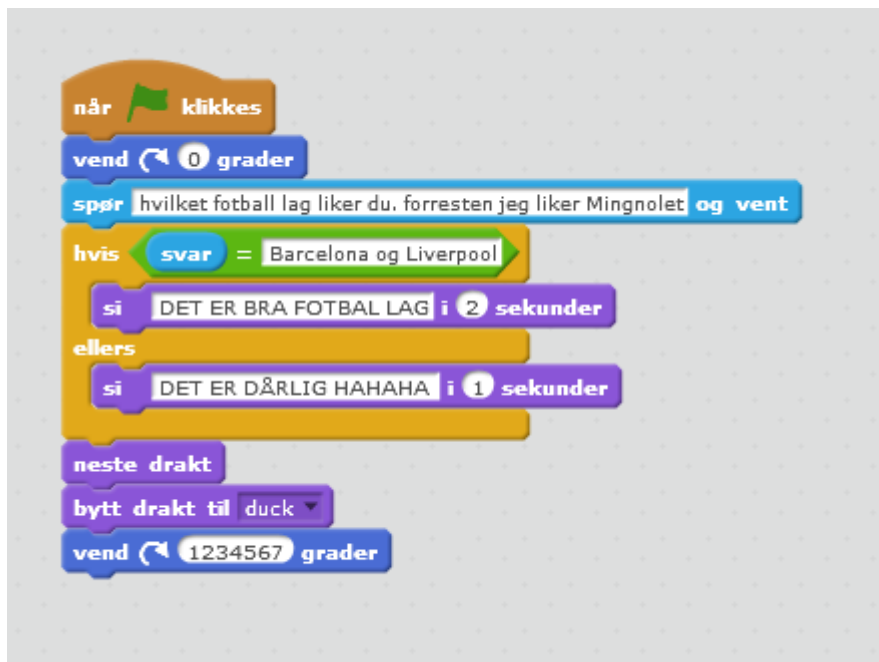 når klikkes
vend 0 grader
spør hvilket fotball lag liker du. forresten jeg liker Mingnolet og vent
hvis svar = Barcelona og Liverpool
si DET ER BRA FOTBAL LAG i 2 sekunder
ellers
si DET ER DÅRLIG HAHAHA i 1 sekunder
neste drakt
bytt drakt til duck
vend 1234567 grader